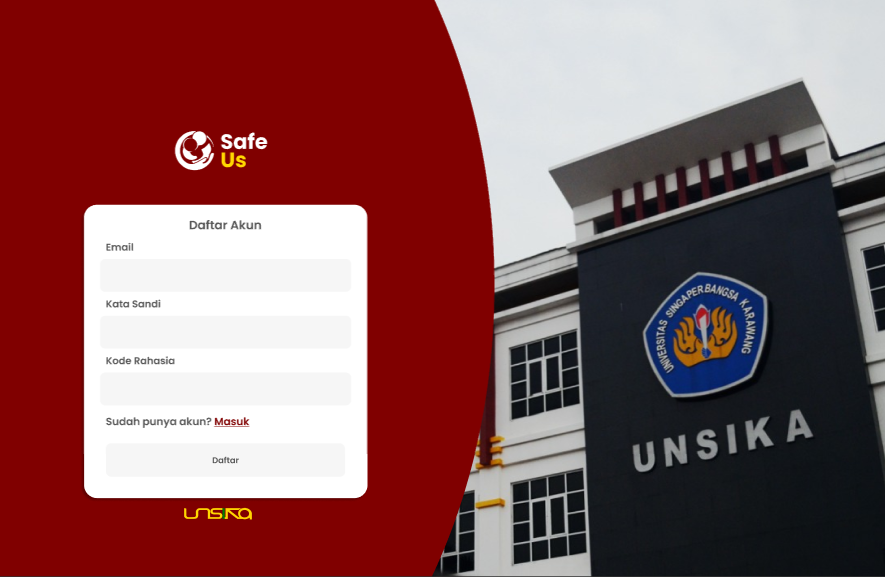 Safe
Us
Daftar Akun
Email
Kata Sandi
Kode Rahasia
Sudah punya akun? Masuk
Daftar
unsika
UNIVERSITAS SINGAPERBANGSA KARAWANG
UNSIKA